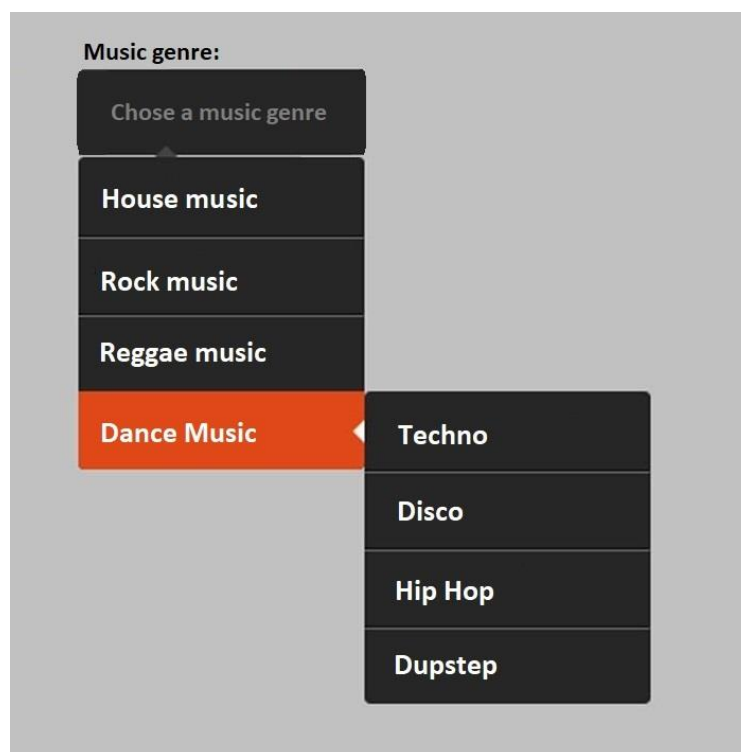 Music genre:
Chose a music genre
House music
Rock music
Reggae music
Dance Music
Techno
Disco
Hip Hop
Dupstep